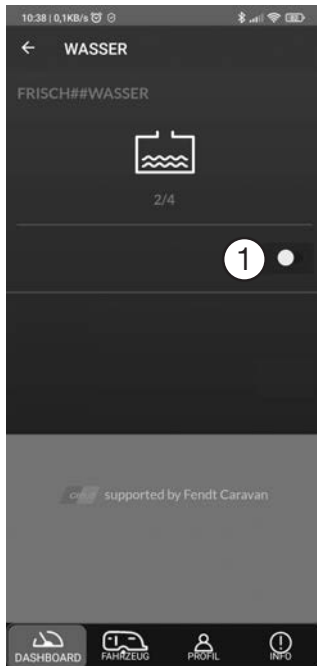 10:38 | 0,1KB/s
WASSER
FRISCH##WASSER
2/4
1
supported by Fendt Caravan
DASHBOARD FAHRZEUG PROFIL INFO